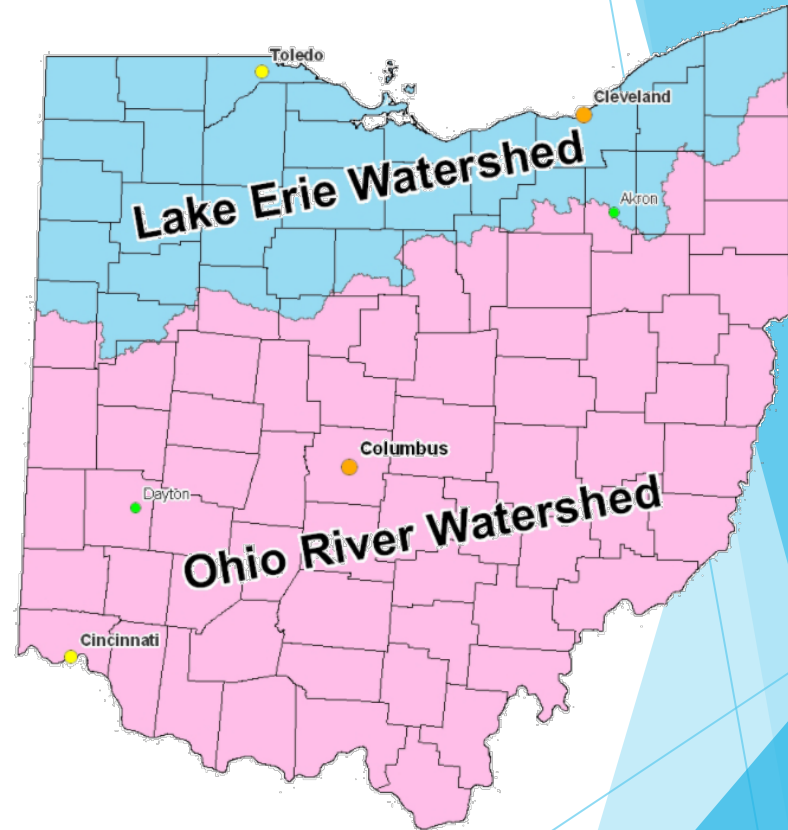 Toledo
Cleveland
Lake Erie Watershed
Akron
Columbus
Dayton
Ohio River Watershed
Cincinnati